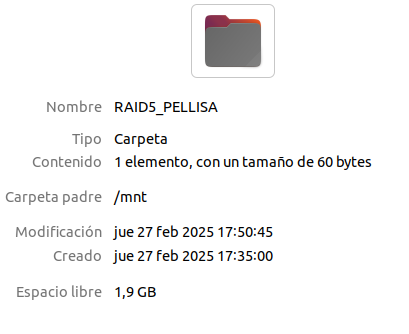 Nombre RAID5_PELLISA
Tipo Carpeta
Contenido 1 elemento, con un tamaño de 60 bytes
Carpeta padre /mnt
Modificación jue 27 feb 2025 17:50:45
Creado jue 27 feb 2025 17:35:00
Espacio libre 1,9 GB